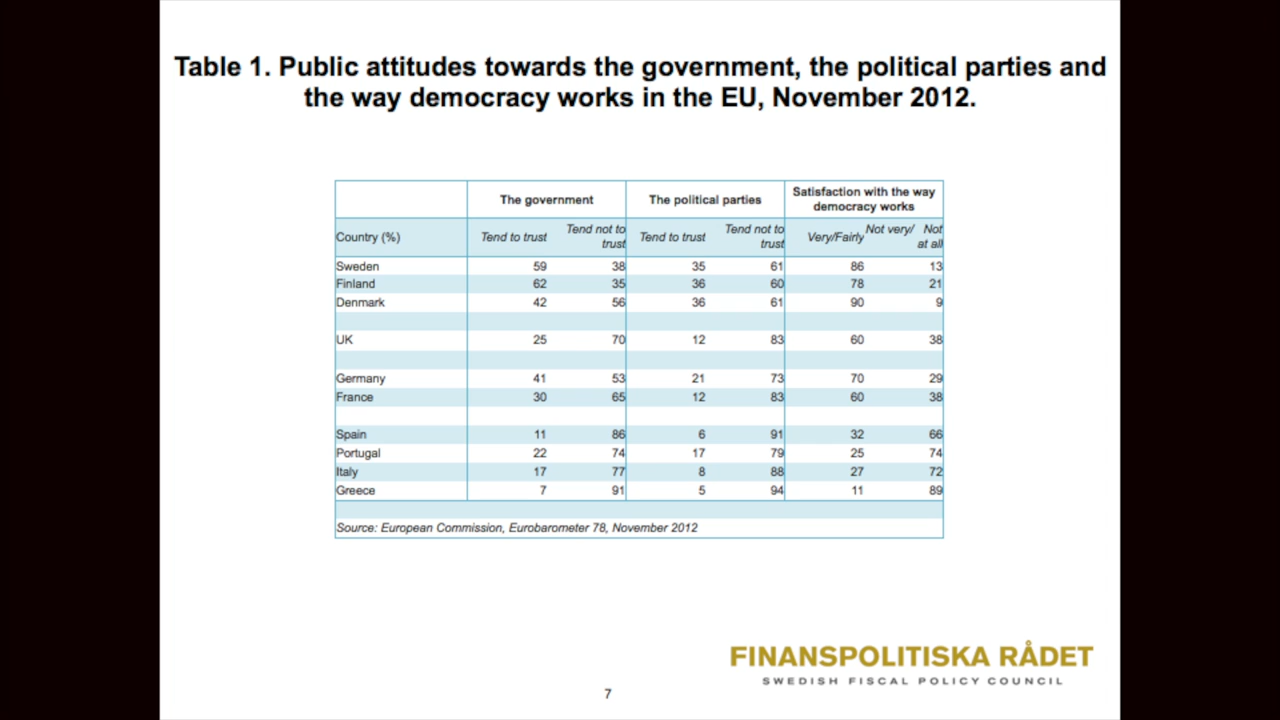 Table 1. Public attitudes towards the government, the political parties and
the way democracy works in the EU, November 2012.
The government The political parties Satisfaction with the way democracy works
Country (%) Tend to trust Tend not to trust Tend to trust Tend not to trust Very/Fairly Not very/ Not at all
Sweden 59 38 35 61 86 13
Finland 62 35 36 60 78 21
Denmark 42 56 36 61 90 9
UK 25 70 12 83 60 38
Germany 41 53 21 73 70 29
France 30 65 12 83 60 38
Spain 11 86 6 91 32 66
Portugal 22 74 17 79 25 74
Italy 17 77 8 88 27 72
Greece 7 91 5 94 11 89
Source: European Commission, Eurobarometer 78, November 2012
FINANSPOLITISKA RÅDET
SWEDISH FISCAL POLICY COUNCIL
7